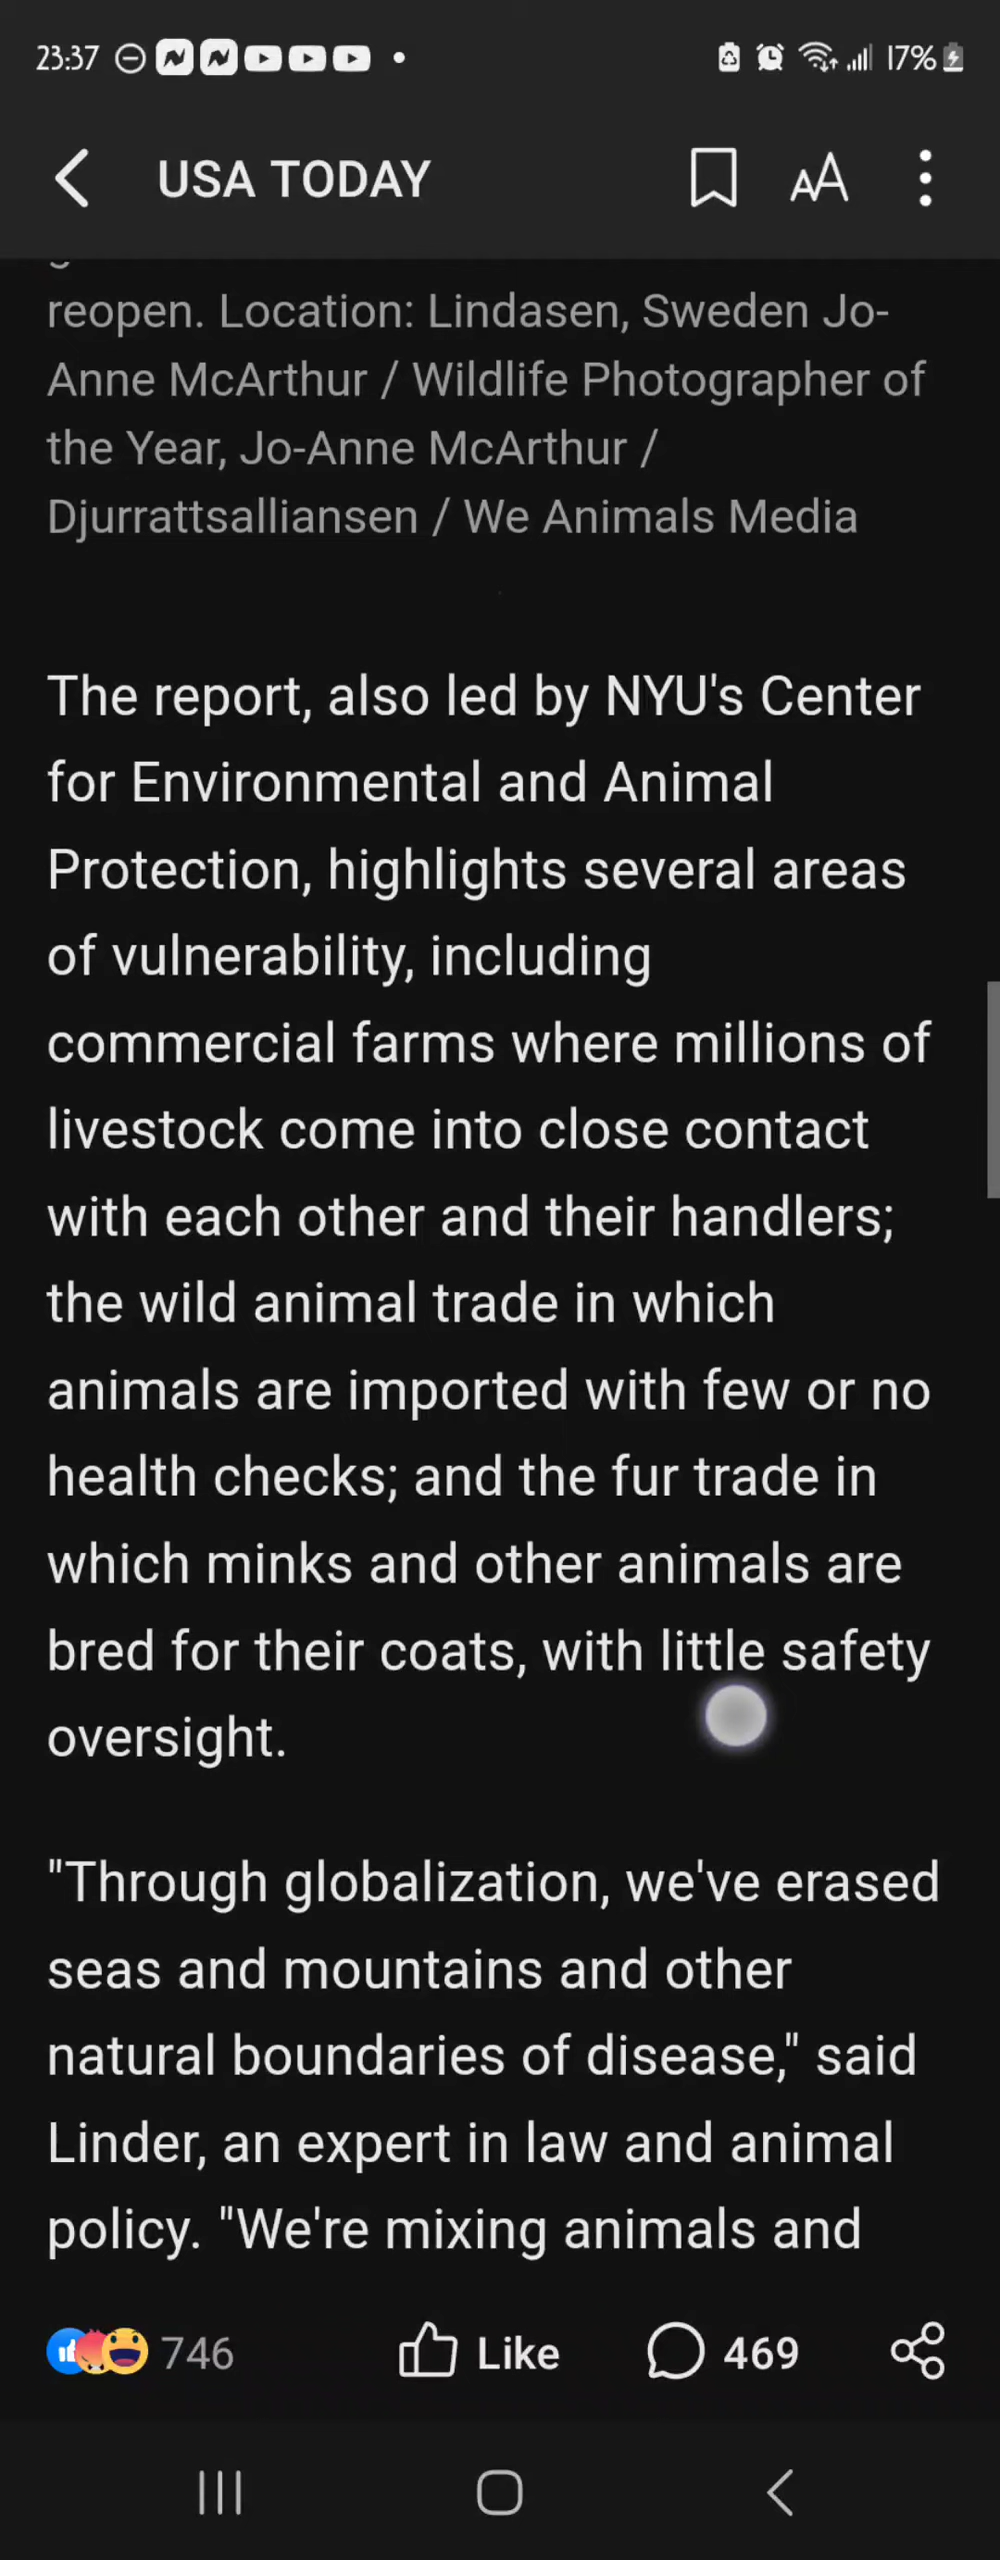 23:37
17%
USA TODAY
AA
reopen. Location: Lindasen, Sweden Jo-
Anne McArthur / Wildlife Photographer of
the Year, Jo-Anne McArthur /
Djurrattsalliansen / We Animals Media
The report, also led by NYU's Center
for Environmental and Animal
Protection, highlights several areas
of vulnerability, including
commercial farms where millions of
livestock come into close contact
with each other and their handlers;
the wild animal trade in which
animals are imported with few or no
health checks; and the fur trade in
which minks and other animals are
bred for their coats, with little safety
oversight.
"Through globalization, we've erased
seas and mountains and other
natural boundaries of disease," said
Linder, an expert in law and animal
policy. "We're mixing animals and
746
Like
469